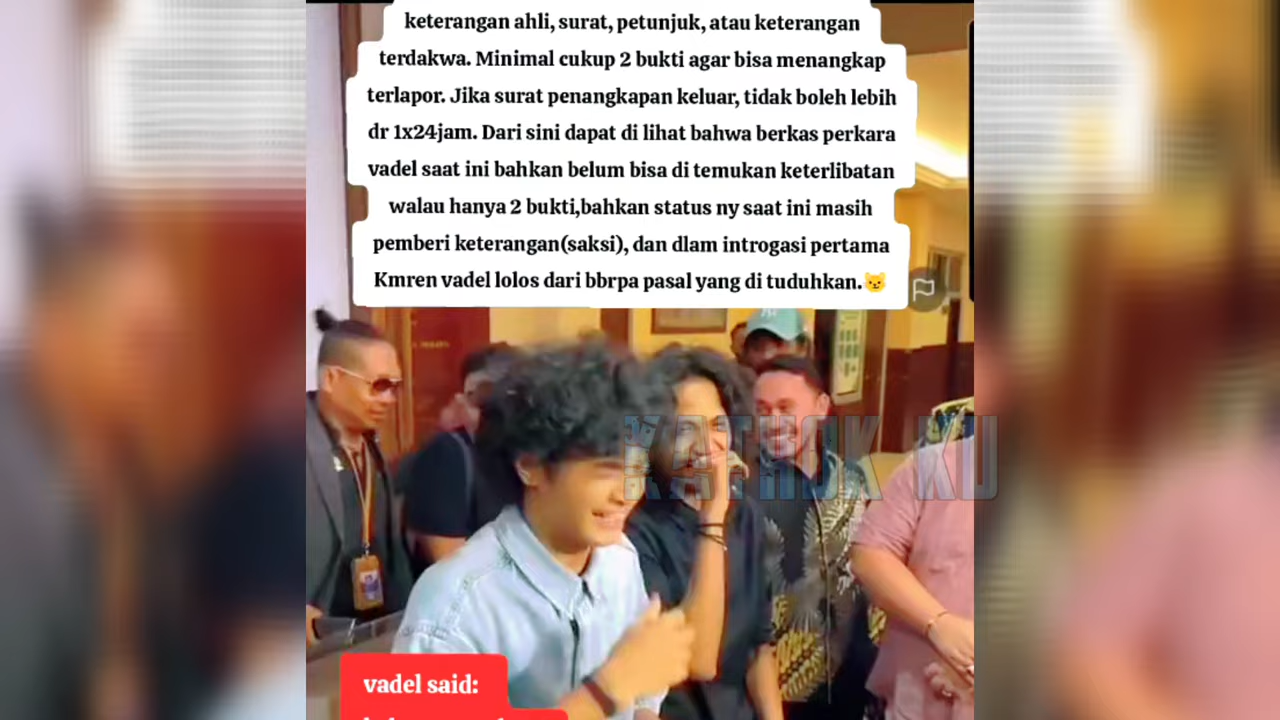 keterangan ahli, surat, petunjuk, atau keterangan
terdakwa. Minimal cukup 2 bukti agar bisa menangkap
terlapor. Jika surat penangkapan keluar, tidak boleh lebih
dr 1x24jam. Dari sini dapat di lihat bahwa berkas perkara
vadel saat ini bahkan belum bisa di temukan keterlibatan
walau hanya 2 bukti,bahkan status ny saat ini masih
pemberi keterangan(saksi), dan dlam introgasi pertama
Kmren vadel lolos dari bbrpa pasal yang di tuduhkan.😼
KATHOK KU
vadel said: